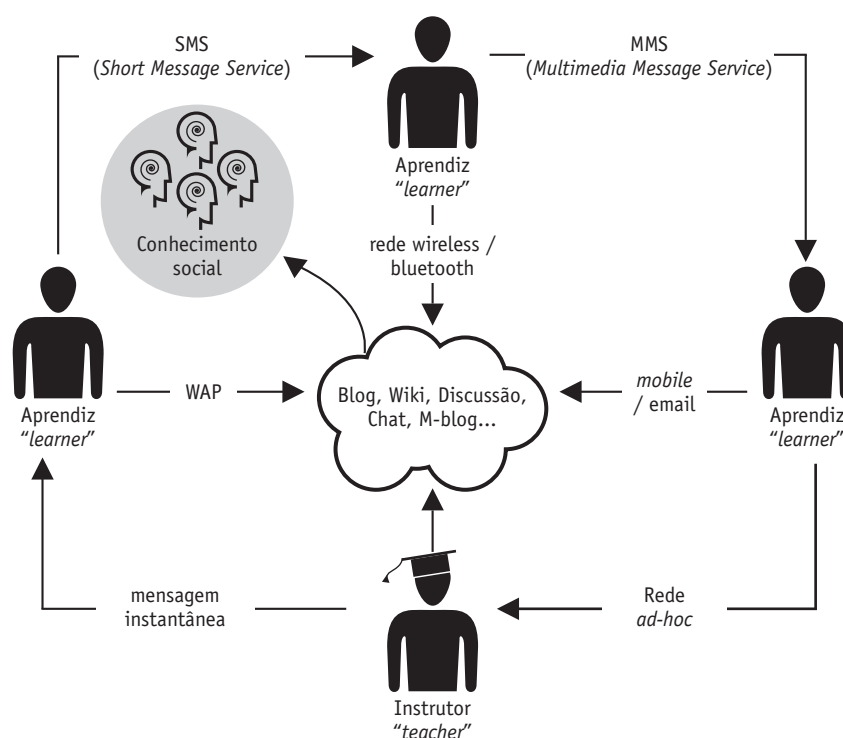 SMS
(Short Message Service)
MMS
(Multimedia Message Service)
Aprendiz
“learner”
Conhecimento
social
rede wireless /
bluetooth
Aprendiz
“learner”
WAP
Blog, Wiki, Discussão,
Chat, M-blog...
mobile
/ email
Aprendiz
“learner”
mensagem
instantânea
Rede
ad-hoc
Instrutor
“teacher”